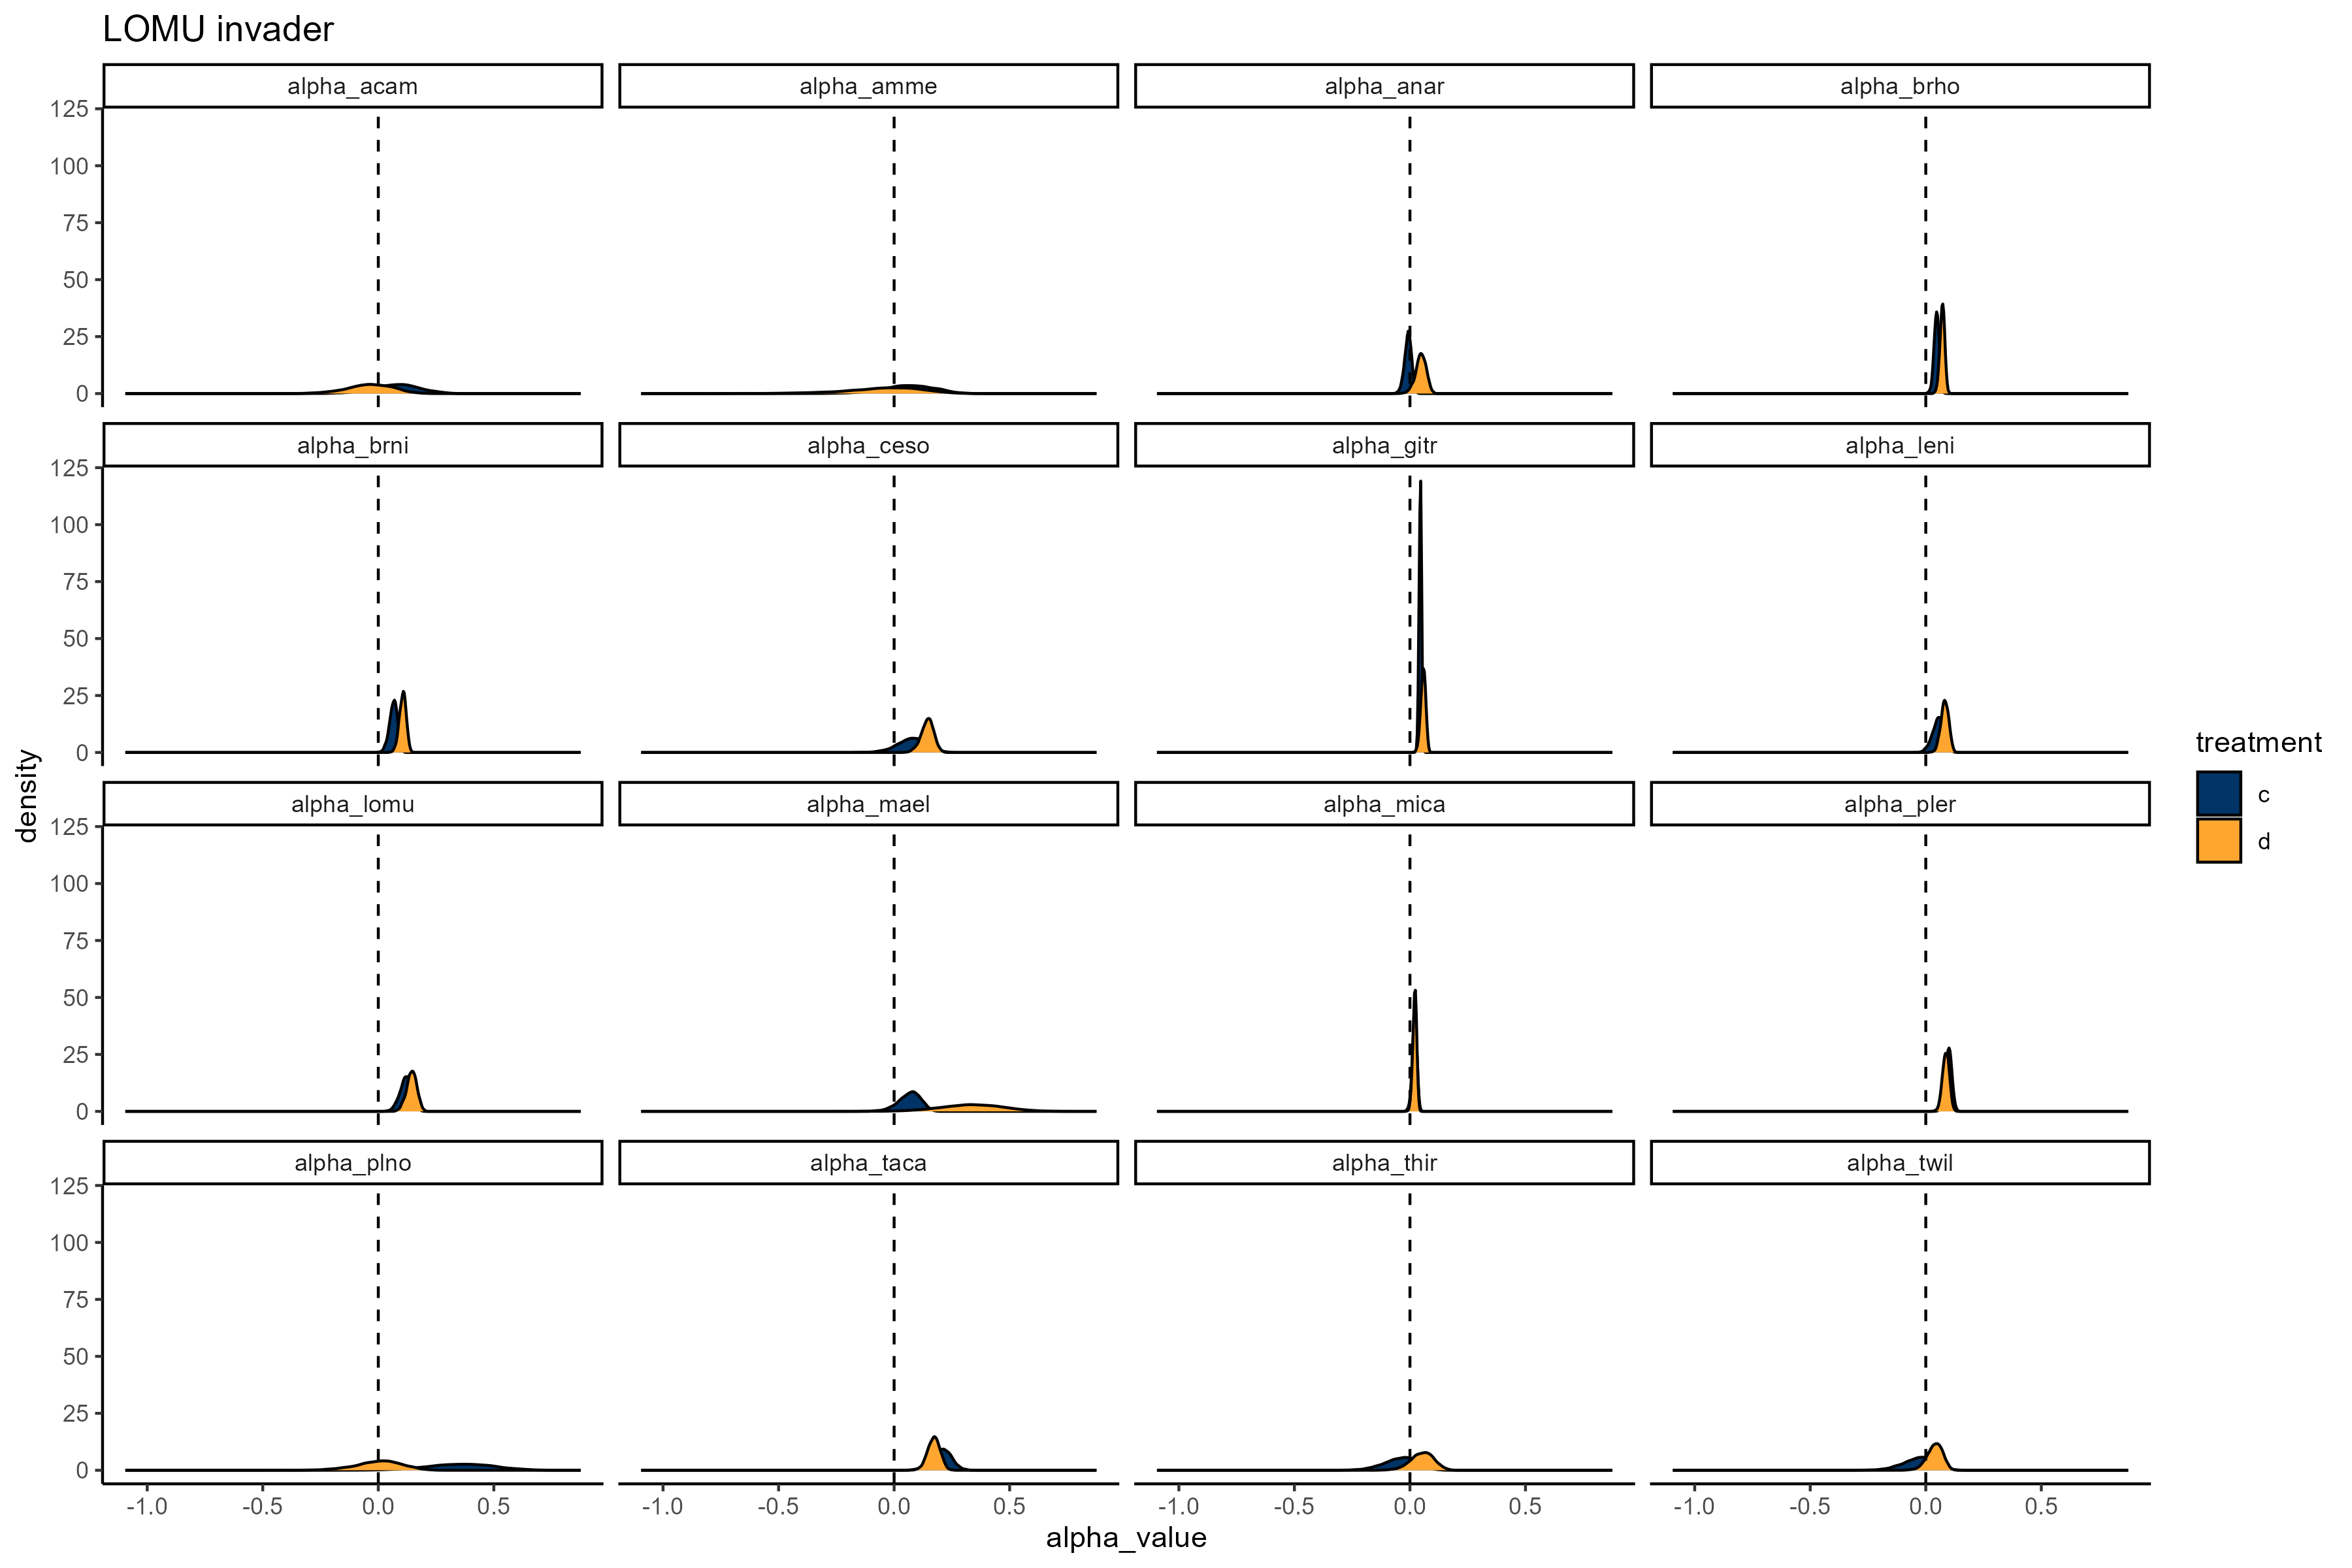 LOMU invader
alpha_acam alpha_amme alpha_anar alpha_brho
125
100
75
50
25
0
alpha_brni alpha_ceso alpha_gitr alpha_leni
125
100
75
50
25
0
alpha_lomu alpha_mael alpha_mica alpha_pler
125
100
75
50
25
0
alpha_plno alpha_taca alpha_thir alpha_twil
125
100
75
50
25
0
-1.0 -0.5 0.0 0.5 -1.0 -0.5 0.0 0.5 -1.0 -0.5 0.0 0.5 -1.0 -0.5 0.0 0.5
alpha_value
density
treatment
c
d